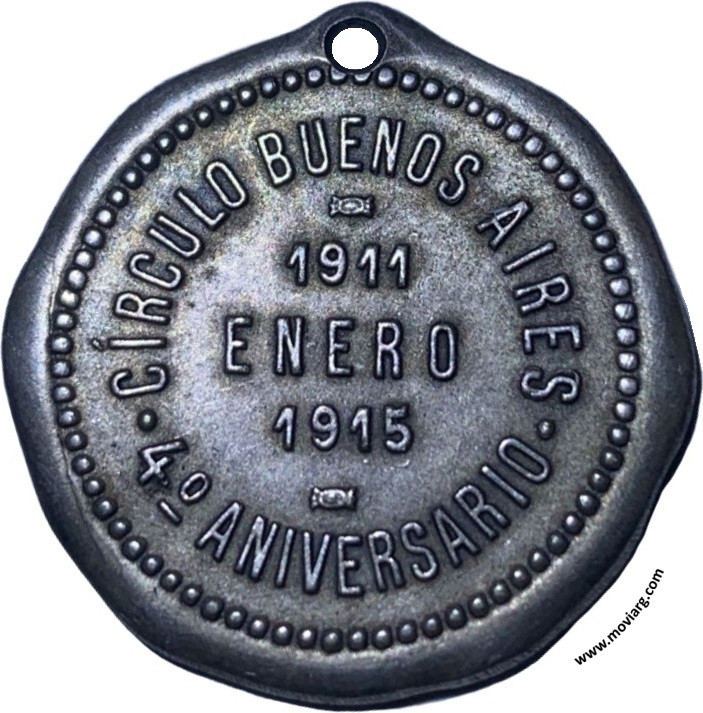 CÍRCULO BUENOS AIRES
1911
ENERO
1915
4º ANIVERSARIO
www.moviarg.com